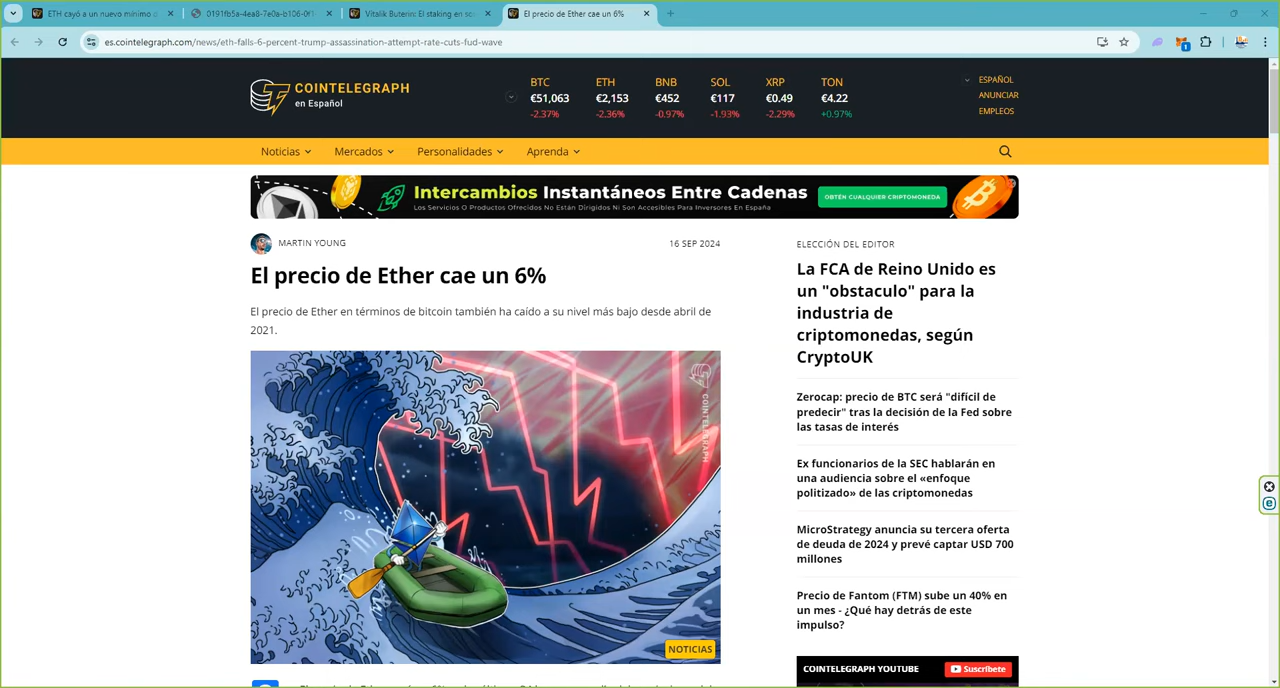 ETH cayó a un nuevo mínimo d
0191fb5a-4ea8-7e0a-b106-0f1
Vitalik Buterin: El staking en so
El precio de Ether cae un 6%
es.cointelegraph.com/news/eth-falls-6-percent-trump-assassination-attempt-rate-cuts-fud-wave
1
COINTELEGRAPH
en Español
BTC ETH BNB SOL XRP TON
€51,063 €2,153 €452 €117 €0.49 €4.22
-2.37% -2.36% -0.97% -1.93% -2.29% +0.97%
ESPAÑOL
ANUNCIAR
EMPLEOS
Noticias Mercados Personalidades Aprenda
Intercambios Instantáneos Entre Cadenas
Los Servicios O Productos Ofrecidos No Están Dirigidos Ni Son Accesibles Para Inversores En España
OBTÉN CUALQUIER CRIPTOMONEDA
MARTIN YOUNG
16 SEP 2024
El precio de Ether cae un 6%
El precio de Ether en términos de bitcoin también ha caído a su nivel más bajo desde abril de
2021.
COINTELEGRAPH
NOTICIAS
ELECCIÓN DEL EDITOR
La FCA de Reino Unido es
un "obstaculo" para la
industria de
criptomonedas, según
CryptoUK
Zerocap: precio de BTC será "difícil de
predecir" tras la decisión de la Fed sobre
las tasas de interés
Ex funcionarios de la SEC hablarán en
una audiencia sobre el «enfoque
politizado» de las criptomonedas
MicroStrategy anuncia su tercera oferta
de deuda de 2024 y prevé captar USD 700
millones
Precio de Fantom (FTM) sube un 40% en
un mes - ¿Qué hay detrás de este
impulso?
COINTELEGRAPH YOUTUBE
Suscríbete